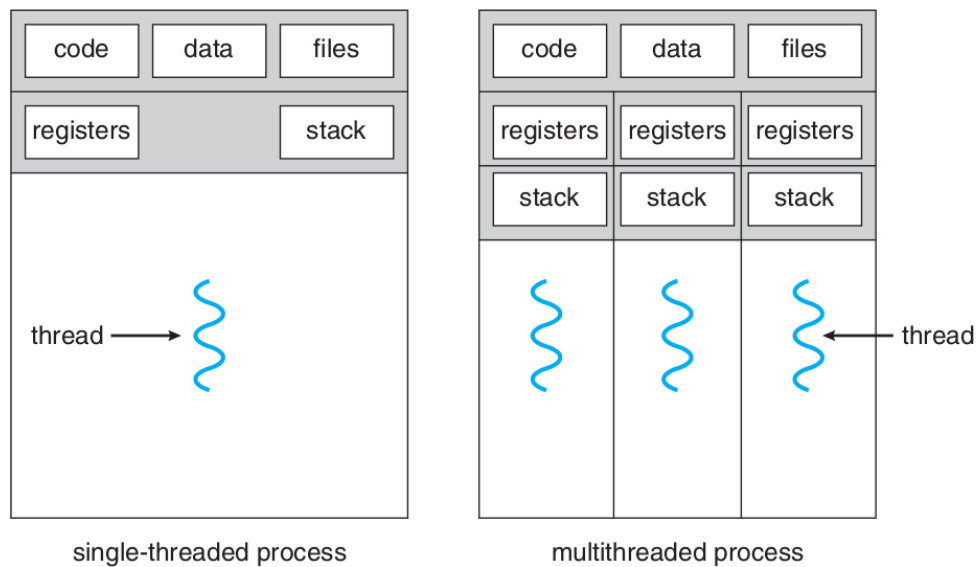 code data files
registers stack
thread
single-threaded process
code data files
registers registers registers
stack stack stack
thread
multithreaded process